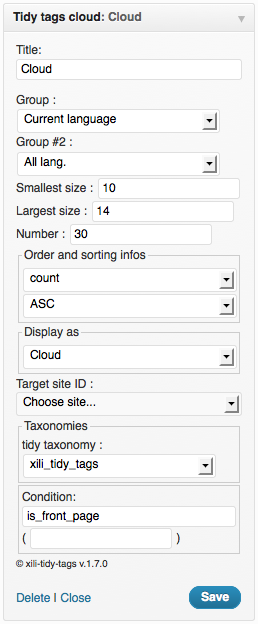 Tidy tags cloud: Cloud
Title:
Cloud
Group :
Current language
Group #2 :
All lang.
Smallest size : 10
Largest size : 14
Number : 30
Order and sorting infos
count
ASC
Display as
Cloud
Target site ID :
Choose site...
Taxonomies
tidy taxonomy :
xili_tidy_tags
Condition:
is_front_page
( )
© xili-tidy-tags v.1.7.0
Delete | Close Save